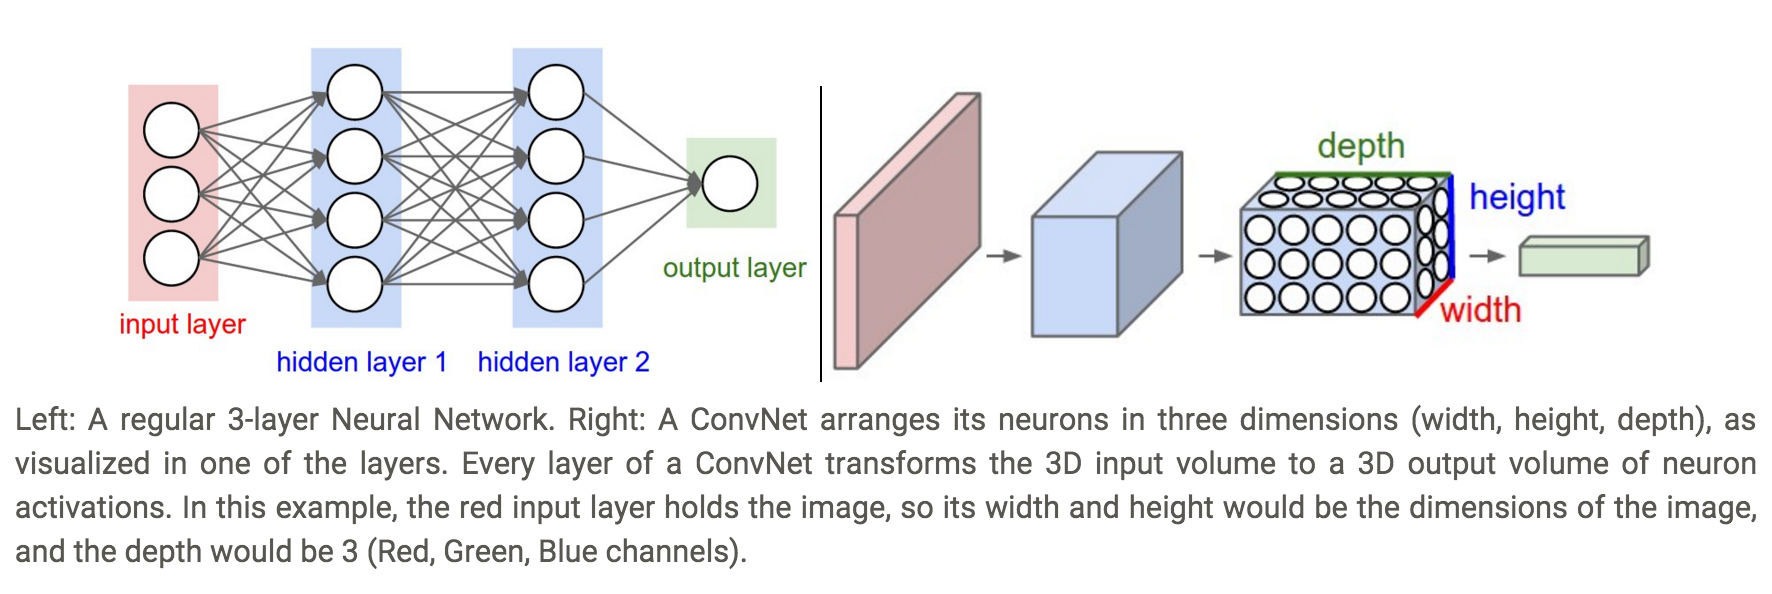 input layer
hidden layer 1
hidden layer 2
output layer
depth
height
width
Left: A regular 3-layer Neural Network. Right: A ConvNet arranges its neurons in three dimensions (width, height, depth), as
visualized in one of the layers. Every layer of a ConvNet transforms the 3D input volume to a 3D output volume of neuron
activations. In this example, the red input layer holds the image, so its width and height would be the dimensions of the image,
and the depth would be 3 (Red, Green, Blue channels).